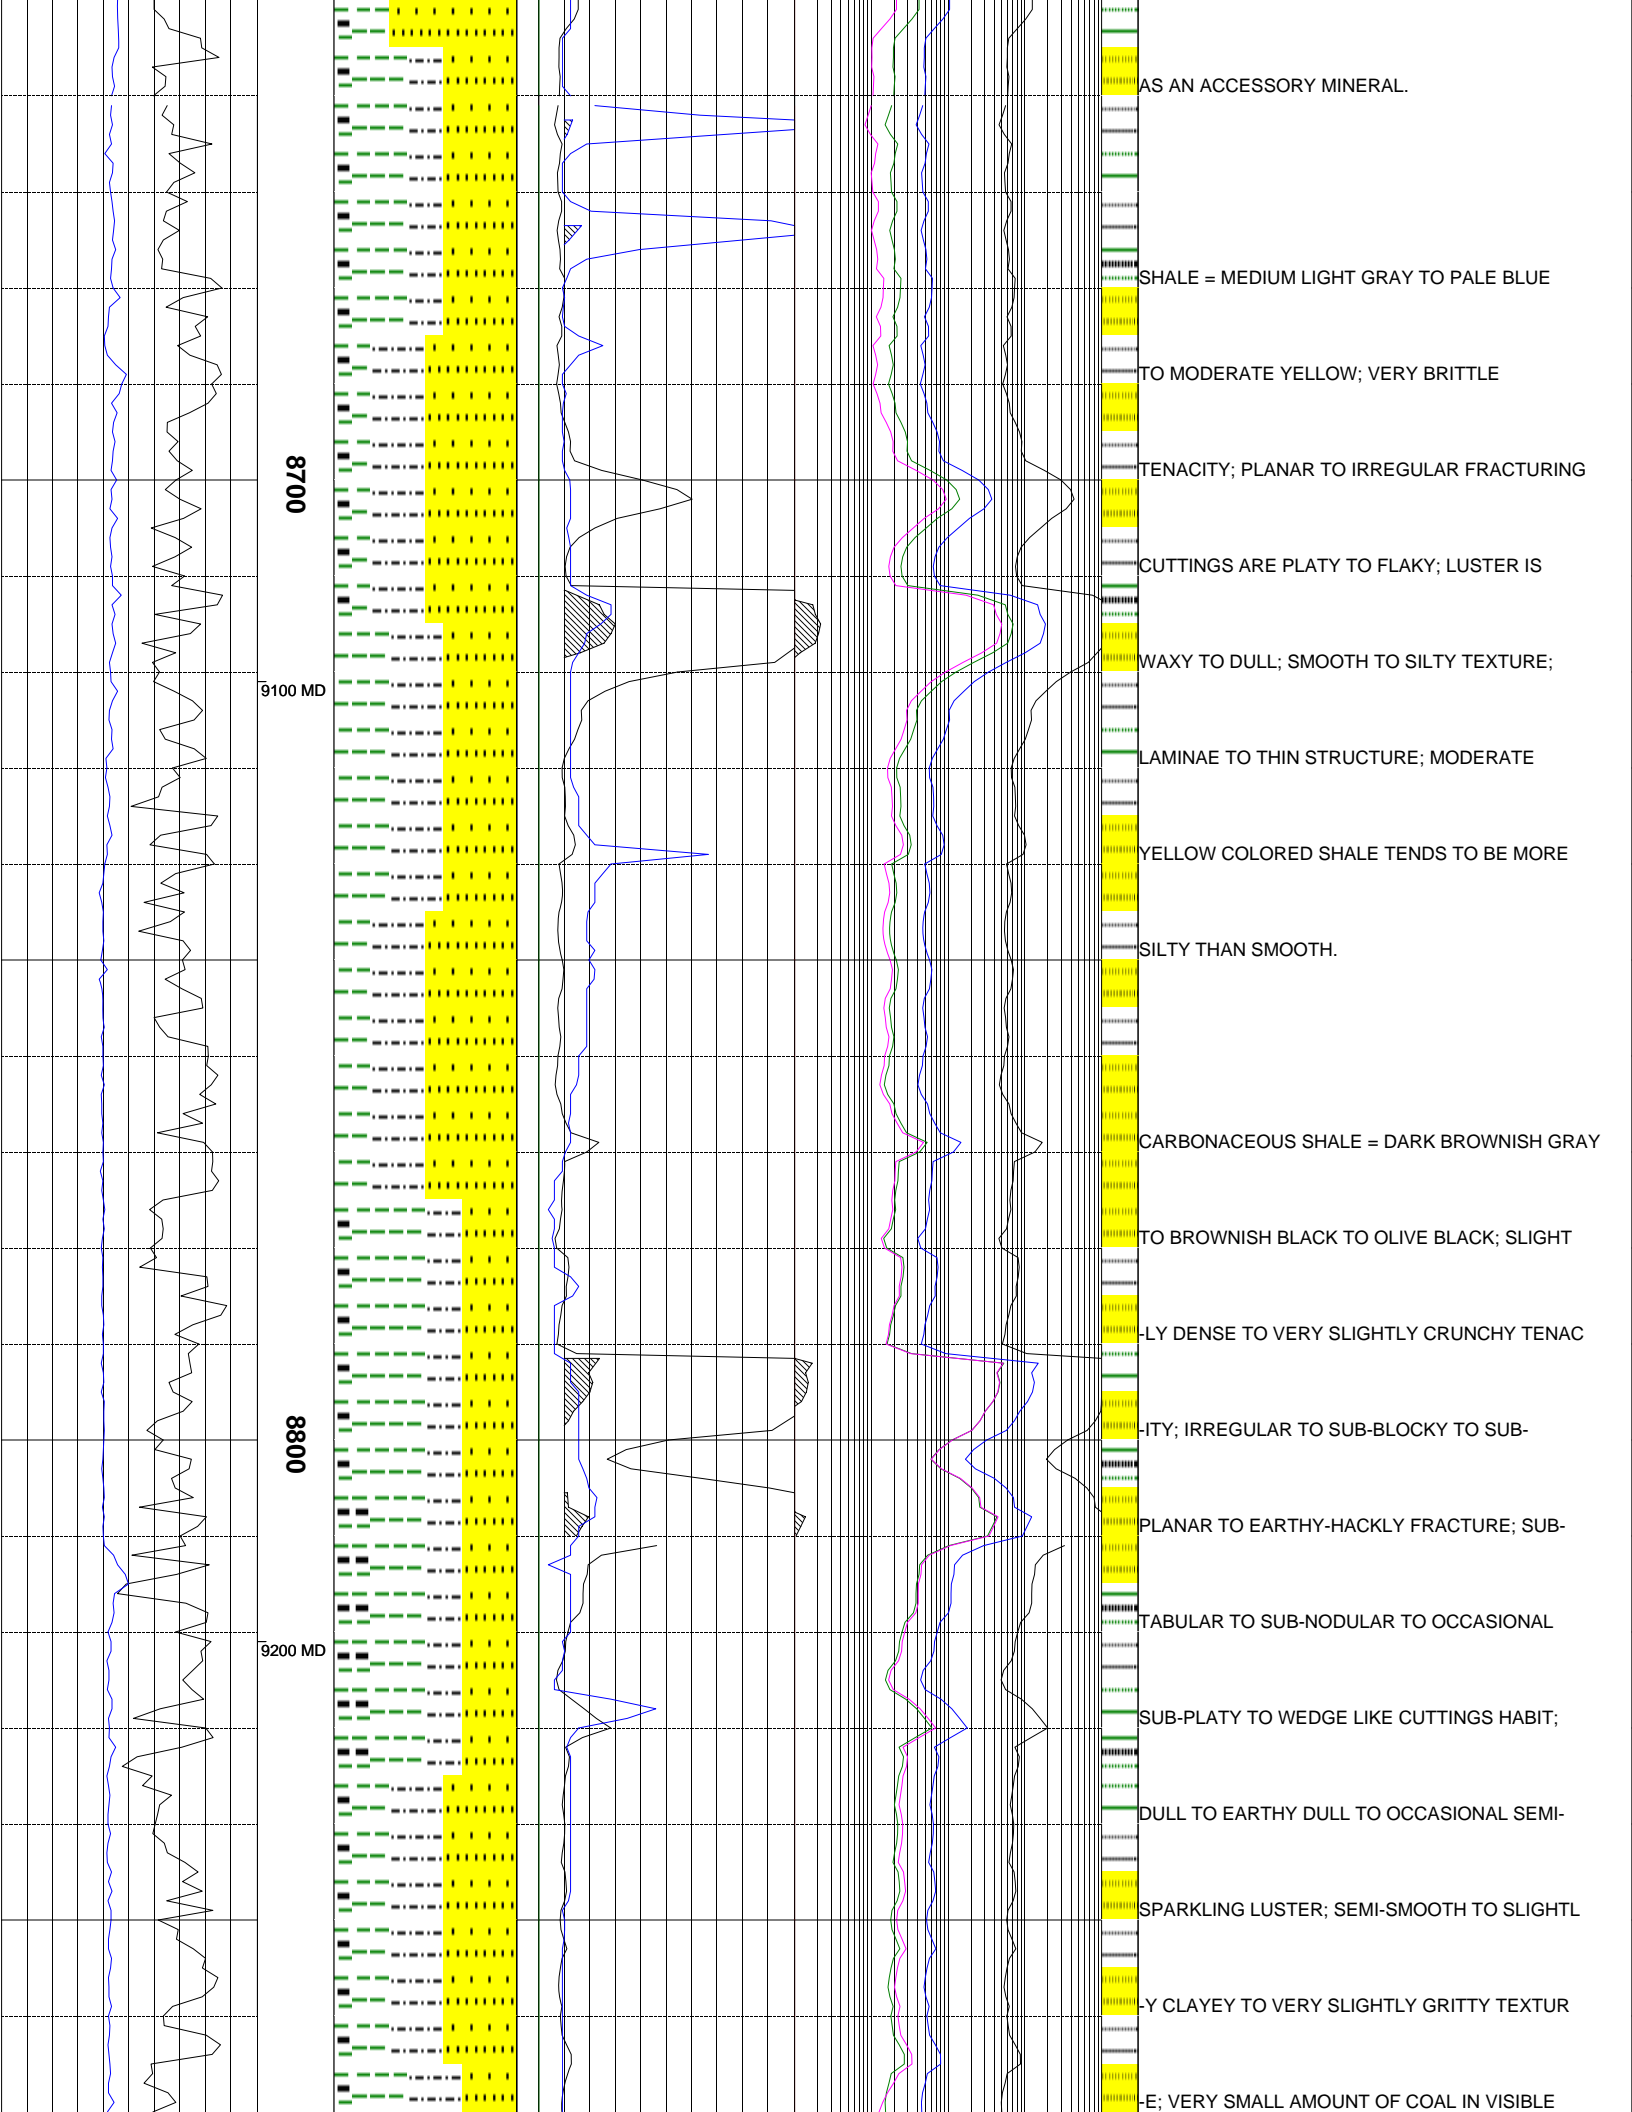 AS AN ACCESSORY MINERAL.
SHALE = MEDIUM LIGHT GRAY TO PALE BLUE
TO MODERATE YELLOW; VERY BRITTLE
8700
TENACITY; PLANAR TO IRREGULAR FRACTURING
CUTTINGS ARE PLATY TO FLAKY; LUSTER IS
WAXY TO DULL; SMOOTH TO SILTY TEXTURE;
9100 MD
LAMINAE TO THIN STRUCTURE; MODERATE
YELLOW COLORED SHALE TENDS TO BE MORE
SILTY THAN SMOOTH.
CARBONACEOUS SHALE = DARK BROWNISH GRAY
TO BROWNISH BLACK TO OLIVE BLACK; SLIGHT
-LY DENSE TO VERY SLIGHTLY CRUNCHY TENAC
-ITY; IRREGULAR TO SUB-BLOCKY TO SUB-
8800
PLANAR TO EARTHY-HACKLY FRACTURE; SUB-
TABULAR TO SUB-NODULAR TO OCCASIONAL
9200 MD
SUB-PLATY TO WEDGE LIKE CUTTINGS HABIT;
DULL TO EARTHY DULL TO OCCASIONAL SEMI-
SPARKLING LUSTER; SEMI-SMOOTH TO SLIGHTL
-Y CLAYEY TO VERY SLIGHTLY GRITTY TEXTUR
-E; VERY SMALL AMOUNT OF COAL IN VISIBLE